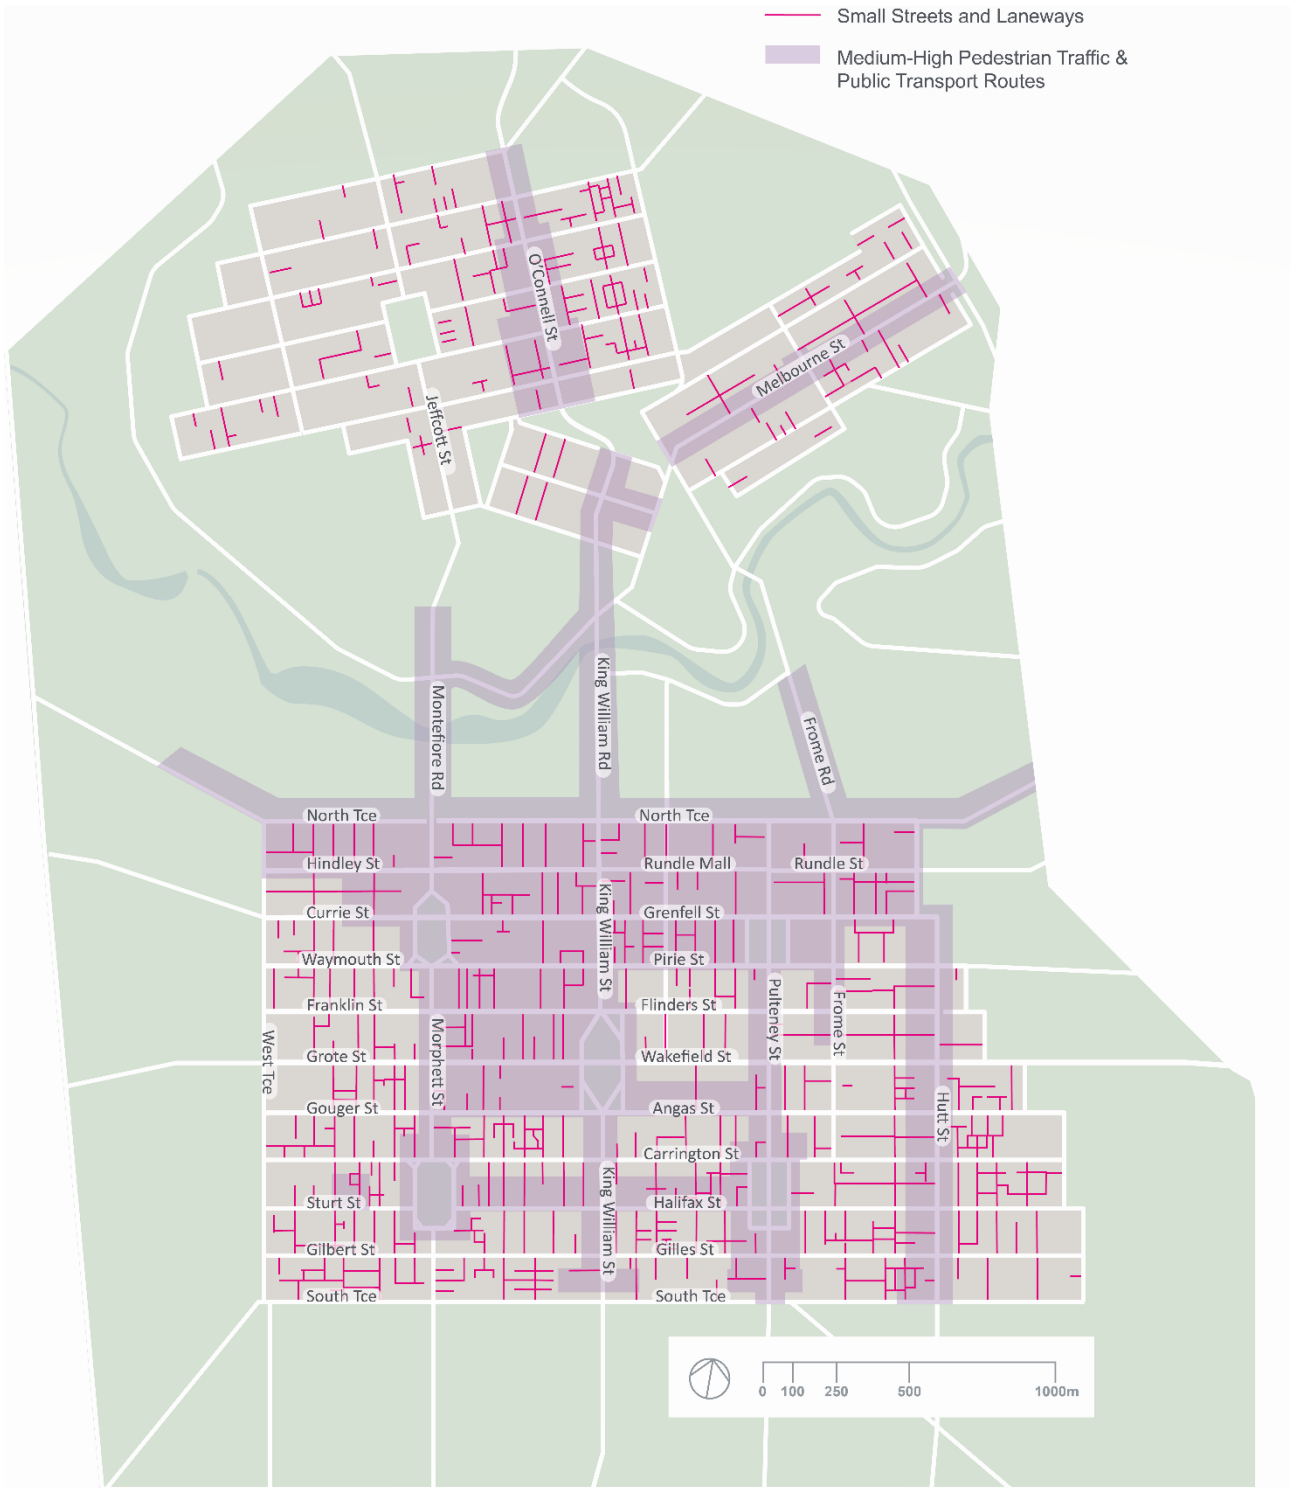 Small Streets and Laneways
Medium-High Pedestrian Traffic &
Public Transport Routes
O'Connell St
Melbourne St
Jeffcott St
King William Rd
Montefiore Rd
Frome Rd
North Tce
North Tce
Hindley St
Rundle Mall
Rundle St
Currie St
King William St
Grenfell St
Waymouth St
Pirie St
Franklin St
Flinders St
Pulteney St
Frome St
West Tce
Morphett St
Grote St
Wakefield St
Gouger St
Angas St
Hutt St
Carrington St
King William St
Sturt St
Halifax St
Gilbert St
Gilles St
South Tce
South Tce
0 100 250 500 1000m